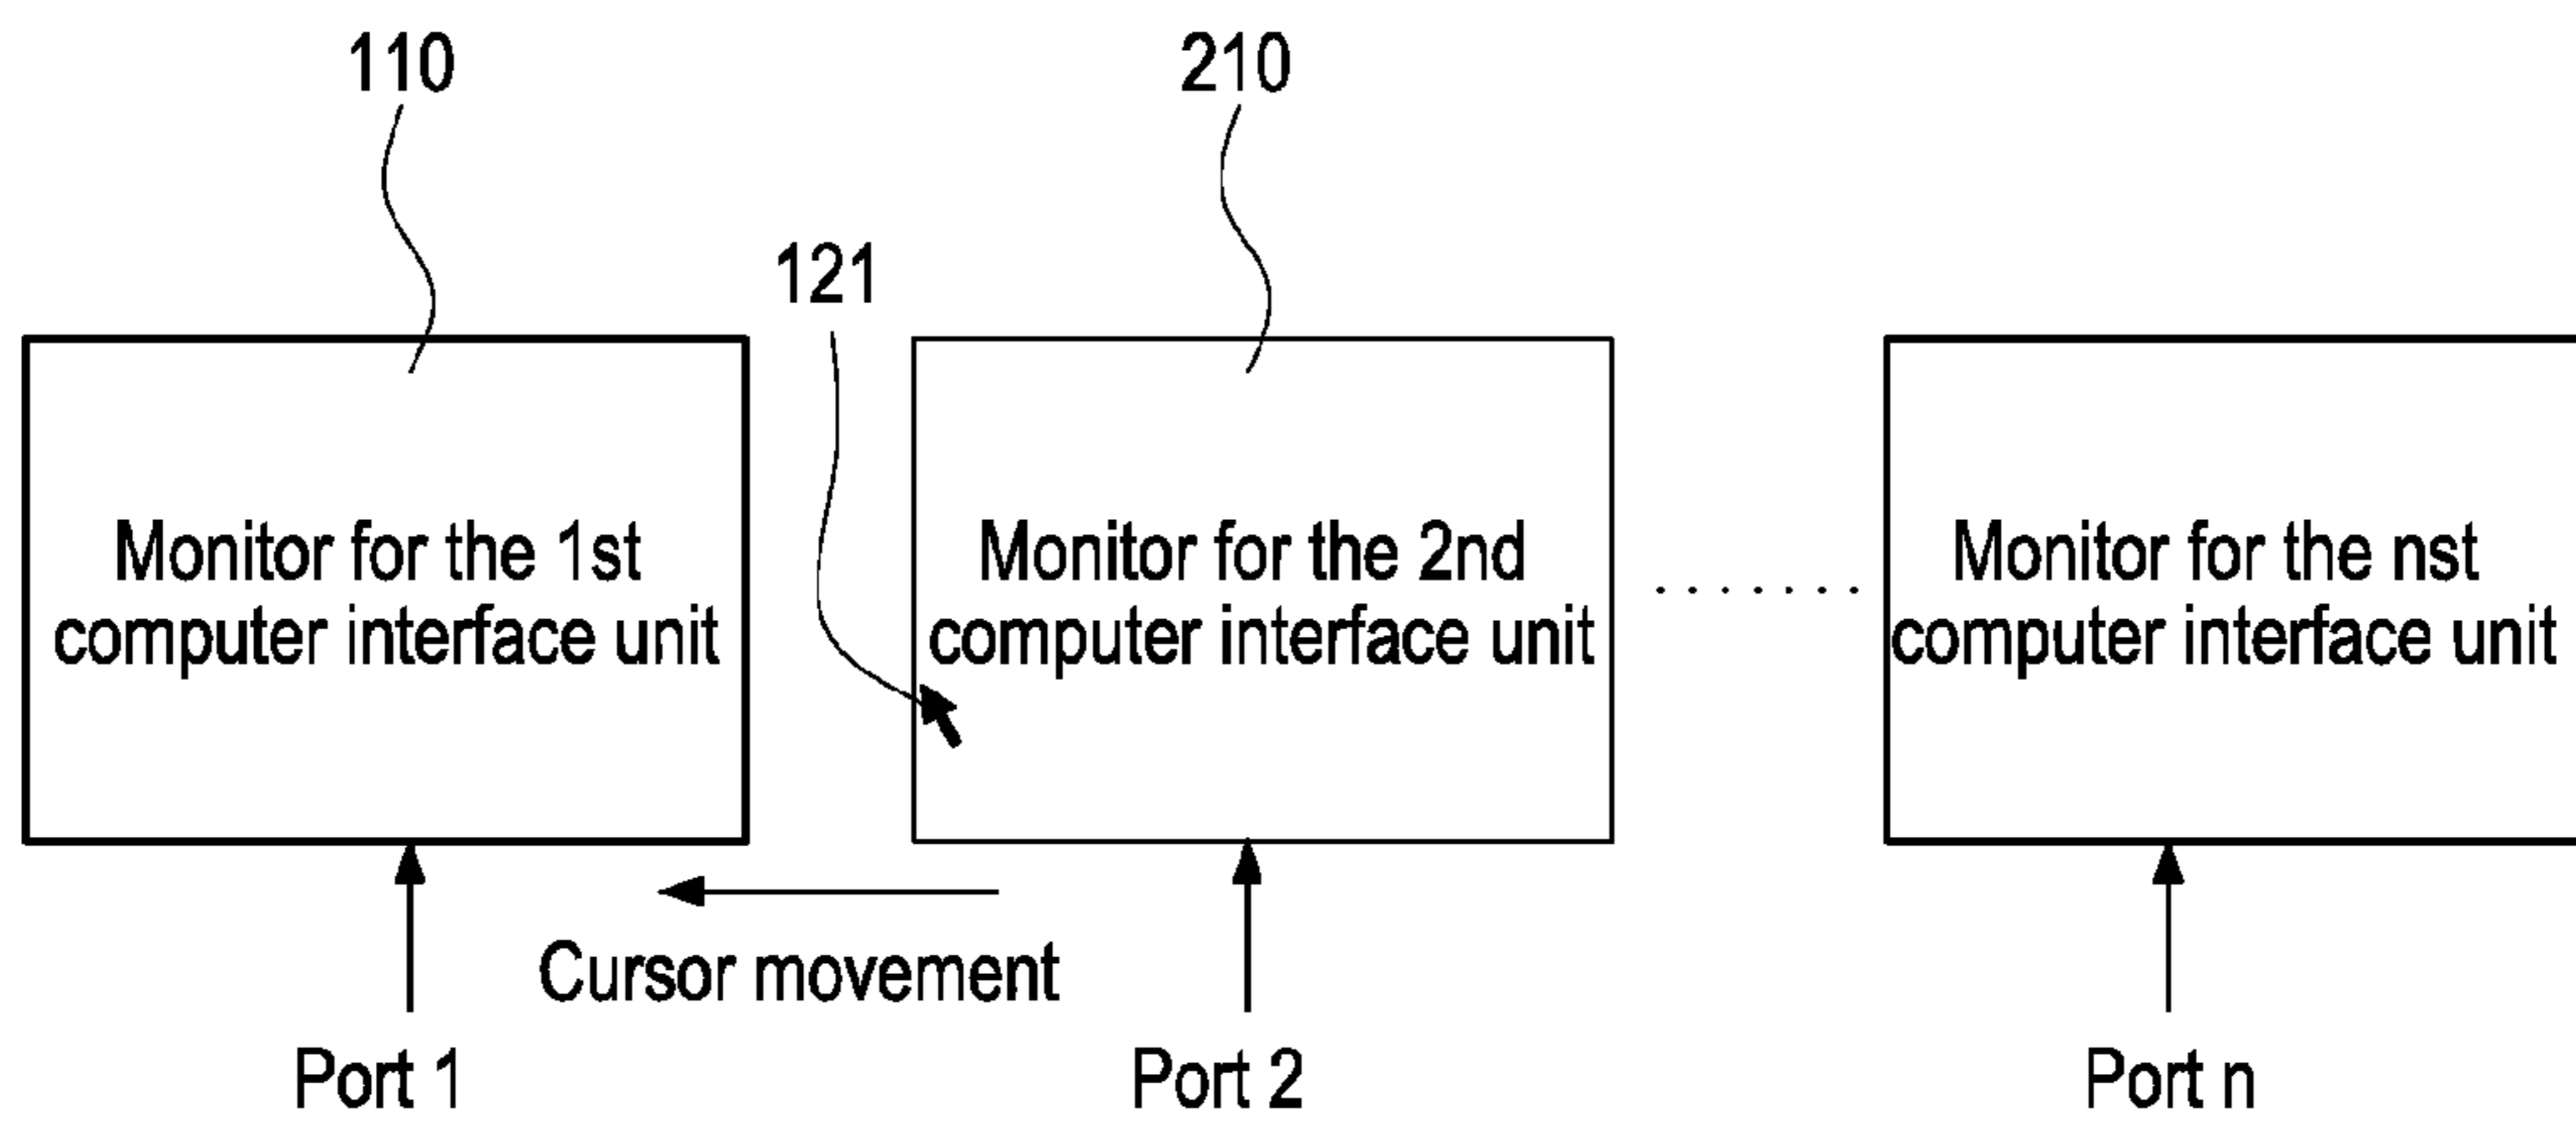 110
210
121
Monitor for the 1st
computer interface unit
Monitor for the 2nd
computer interface unit
Monitor for the nst
computer interface unit
Cursor movement
Port 1
Port 2
Port n